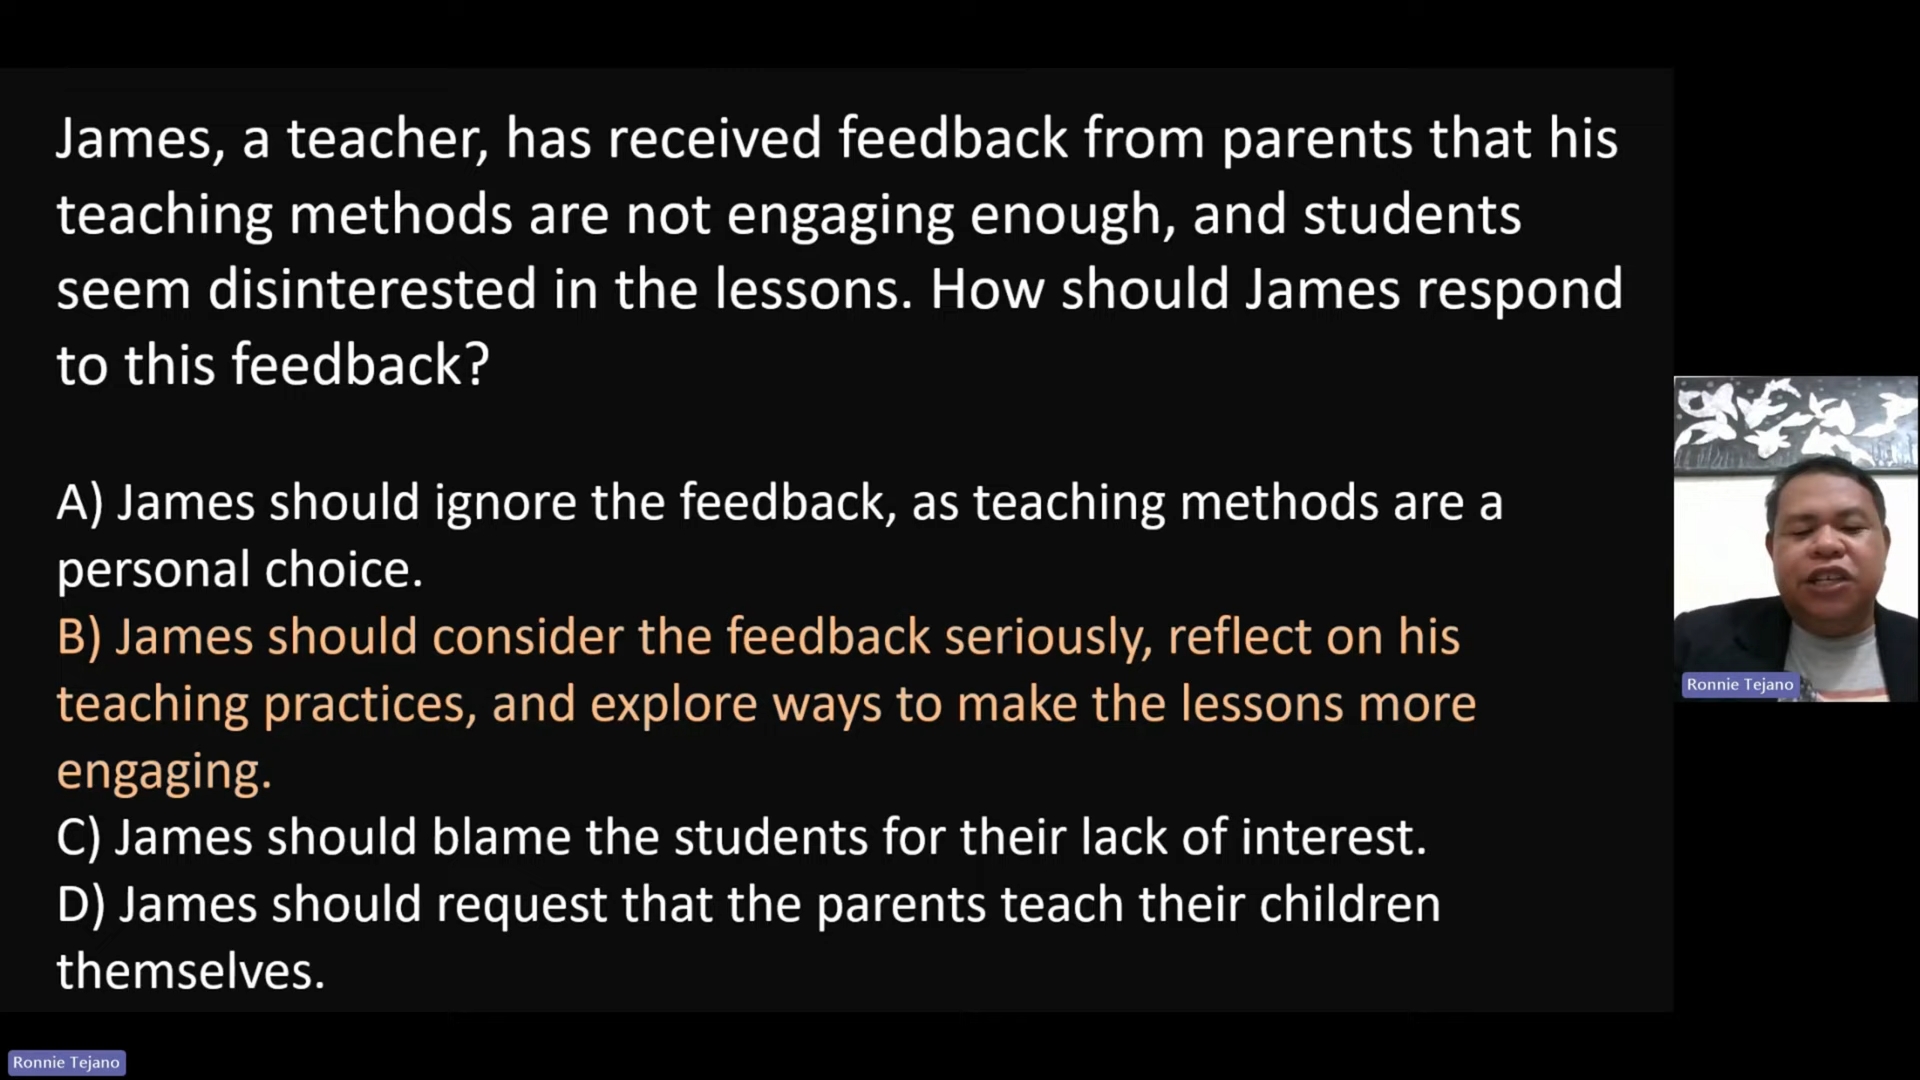 James, a teacher, has received feedback from parents that his
teaching methods are not engaging enough, and students
seem disinterested in the lessons. How should James respond
to this feedback?
A) James should ignore the feedback, as teaching methods are a
personal choice.
B) James should consider the feedback seriously, reflect on his
teaching practices, and explore ways to make the lessons more
engaging.
C) James should blame the students for their lack of interest.
D) James should request that the parents teach their children
themselves.
Ronnie Tejano
Ronnie Tejano